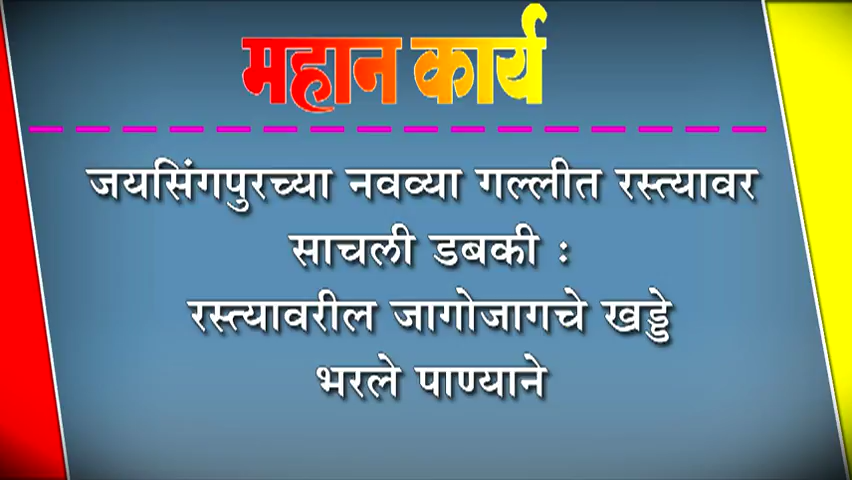 महान कार्य
जयसिंगपुरच्या नवव्या गल्लीत रस्त्यावर
साचली डबकी :
रस्त्यावरील जागोजागचे खड्डे
भरले पाण्याने